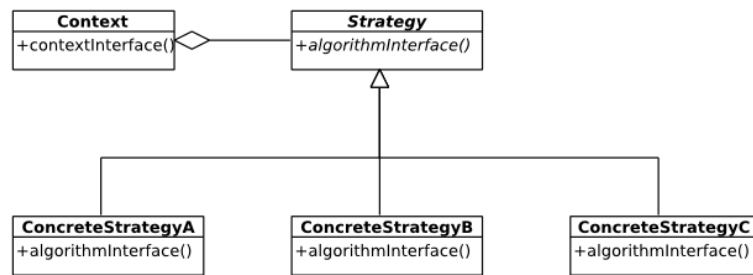 Context
+contextInterface()
Strategy
+algorithmInterface()
ConcreteStrategyA
+algorithmInterface()
ConcreteStrategyB
+algorithmInterface()
ConcreteStrategyC
+algorithmInterface()